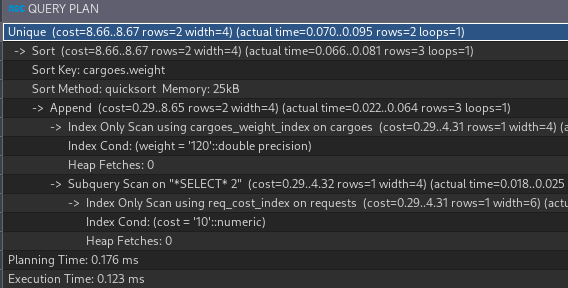 QUERY PLAN
Unique (cost=8.66..8.67 rows=2 width=4) (actual time=0.070..0.095 rows=2 loops=1)
-> Sort (cost=8.66..8.67 rows=2 width=4) (actual time=0.066..0.081 rows=3 loops=1)
Sort Key: cargoes.weight
Sort Method: quicksort Memory: 25kB
-> Append (cost=0.29..8.65 rows=2 width=4) (actual time=0.022..0.064 rows=3 loops=1)
-> Index Only Scan using cargoes_weight_index on cargoes (cost=0.29..4.31 rows=1 width=4) (a
Index Cond: (weight = '120'::double precision)
Heap Fetches: 0
-> Subquery Scan on "*SELECT* 2" (cost=0.29..4.32 rows=1 width=4) (actual time=0.018..0.025
-> Index Only Scan using req_cost_index on requests (cost=0.29..4.31 rows=1 width=6) (actu
Index Cond: (cost = '10'::numeric)
Heap Fetches: 0
Planning Time: 0.176 ms
Execution Time: 0.123 ms